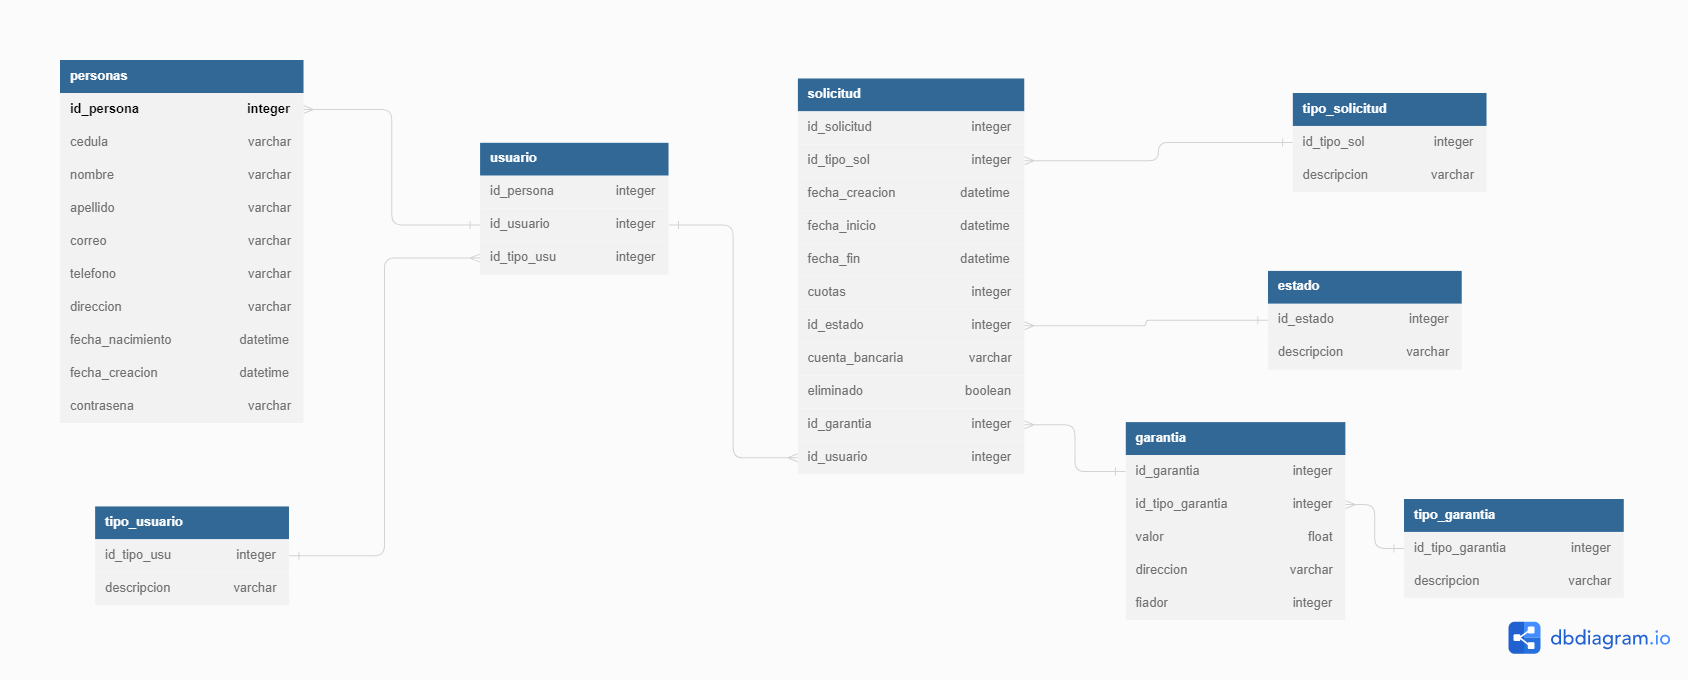 personas
id_persona integer
cedula varchar
nombre varchar
apellido varchar
correo varchar
telefono varchar
direccion varchar
fecha_nacimiento datetime
fecha_creacion datetime
contrasena varchar
tipo_usuario
id_tipo_usu integer
descripcion varchar
usuario
id_persona integer
id_usuario integer
id_tipo_usu integer
solicitud
id_solicitud integer
id_tipo_sol integer
fecha_creacion datetime
fecha_inicio datetime
fecha_fin datetime
cuotas integer
id_estado integer
cuenta_bancaria varchar
eliminado boolean
id_garantia integer
id_usuario integer
tipo_solicitud
id_tipo_sol integer
descripcion varchar
estado
id_estado integer
descripcion varchar
garantia
id_garantia integer
id_tipo_garantia integer
valor float
direccion varchar
fiador integer
tipo_garantia
id_tipo_garantia integer
descripcion varchar
dbdiagram.io